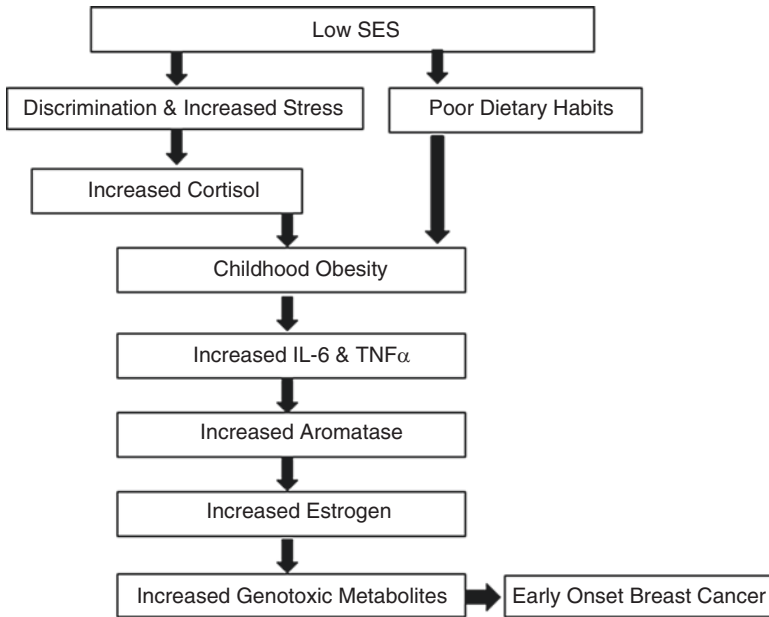 Low SES
Discrimination & Increased Stress
Poor Dietary Habits
Increased Cortisol
Childhood Obesity
Increased IL-6 & TNFα
Increased Aromatase
Increased Estrogen
Increased Genotoxic Metabolites
Early Onset Breast Cancer